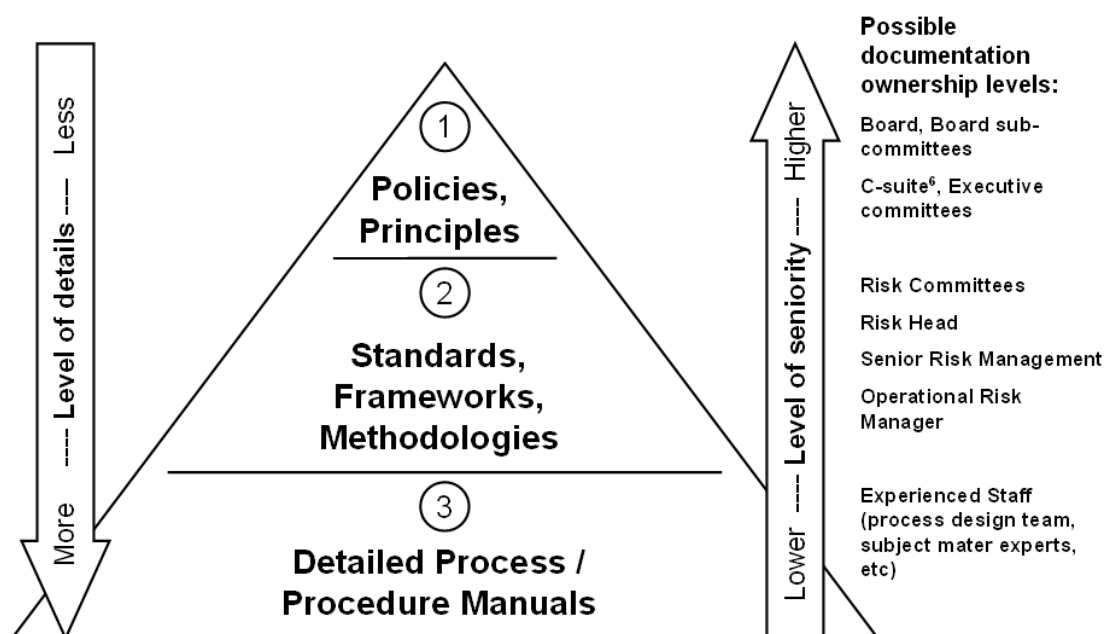 Less
---- Level of details ----
More
1
Policies,
Principles
2
Standards,
Frameworks,
Methodologies
3
Detailed Process /
Procedure Manuals
Higher
---- Level of seniority ----
Lower
Possible
documentation
ownership levels:
Board, Board sub-
committees
C-suite⁶, Executive
committees
Risk Committees
Risk Head
Senior Risk Management
Operational Risk
Manager
Experienced Staff
(process design team,
subject mater experts,
etc)